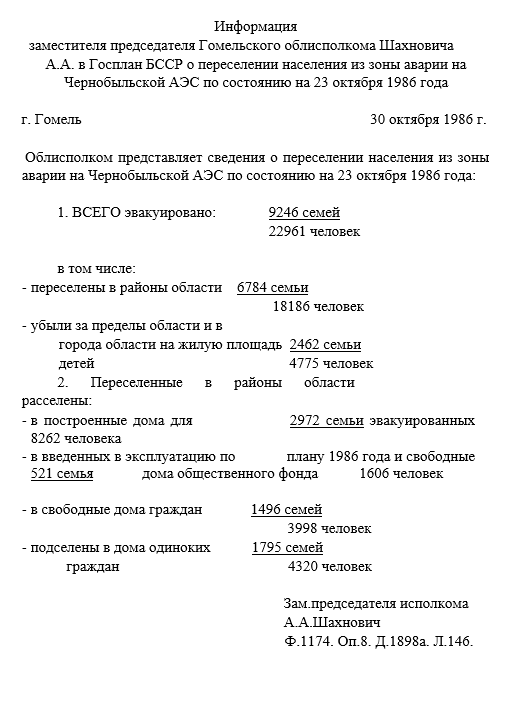 Информация
заместителя председателя Гомельского облисполкома Шахновича
А.А. в Госплан БССР о переселении населения из зоны аварии на
Чернобыльской АЭС по состоянию на 23 октября 1986 года
г. Гомель 30 октября 1986 г.
Облисполком представляет сведения о переселении населения из зоны
аварии на Чернобыльской АЭС по состоянию на 23 октября 1986 года:
1. ВСЕГО эвакуировано: 9246 семей
22961 человек
в том числе:
- переселены в районы области 6784 семьи
18186 человек
- убыли за пределы области и в
города области на жилую площадь 2462 семьи
детей 4775 человек
2. Переселенные в районы области
расселены:
- в построенные дома для 2972 семьи эвакуированных
8262 человека
- в введенных в эксплуатацию по плану 1986 года и свободные
521 семья дома общественного фонда 1606 человек
- в свободные дома граждан 1496 семей
3998 человек
- подселены в дома одиноких 1795 семей
граждан 4320 человек
Зам.председателя исполкома
А.А.Шахнович
Ф.1174. Оп.8. Д.1898а. Л.146.